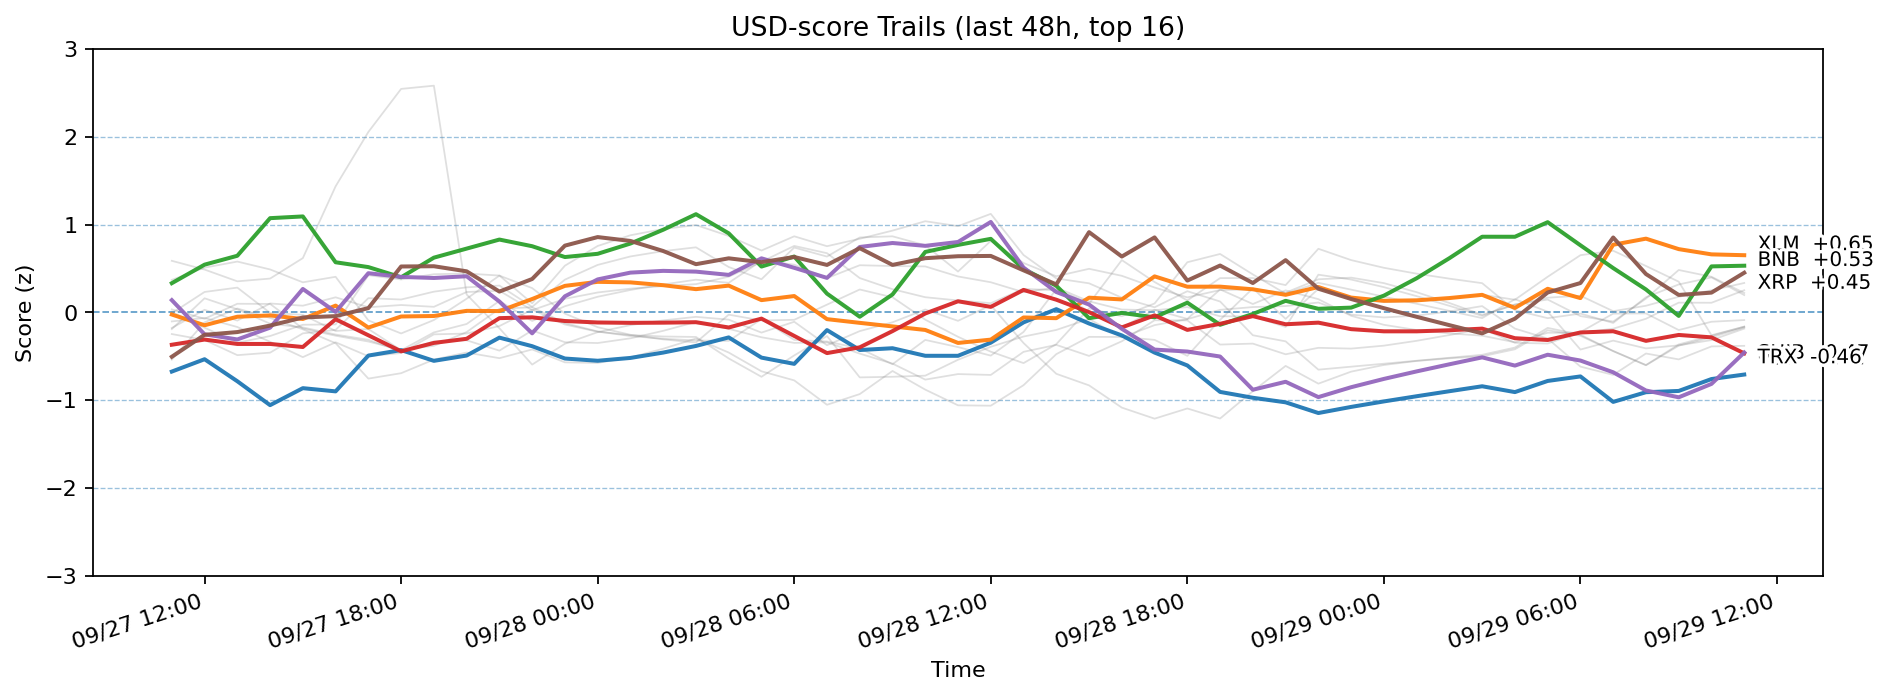 USD-score Trails (last 48h, top 16)
3
2
1
0
−1
−2
−3
Score (z)
XLM +0.65
BNB +0.53
XRP +0.45
TRX -0.46
09/27 12:00
09/27 18:00
09/28 00:00
09/28 06:00
09/28 12:00
09/28 18:00
09/29 00:00
09/29 06:00
09/29 12:00
Time